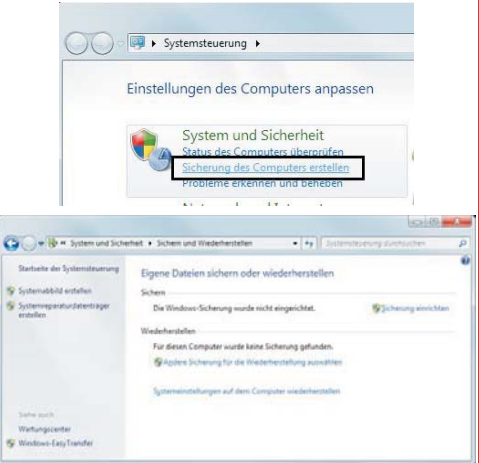 Systemsteuerung
Einstellungen des Computers anpassen
System und Sicherheit
Status des Computers überprüfen
Sicherung des Computers erstellen
Probleme erkennen und beheben
System und Sicherheit Sichern und Wiederherstellen Systemsteuerung durchsuchen
Startseite der Systemsteuerung
Systemabbild erstellen
Systemreparaturdatenträger
erstellen
Siehe auch
Wartungscenter
Windows-EasyTransfer
Eigene Dateien sichern oder wiederherstellen
Sichern
Die Windows-Sicherung wurde nicht eingerichtet. Sicherung einrichten
Wiederherstellen
Für diesen Computer wurde keine Sicherung gefunden.
Andere Sicherung für die Wiederherstellung auswählen
Systemeinstellungen auf dem Computer wiederherstellen